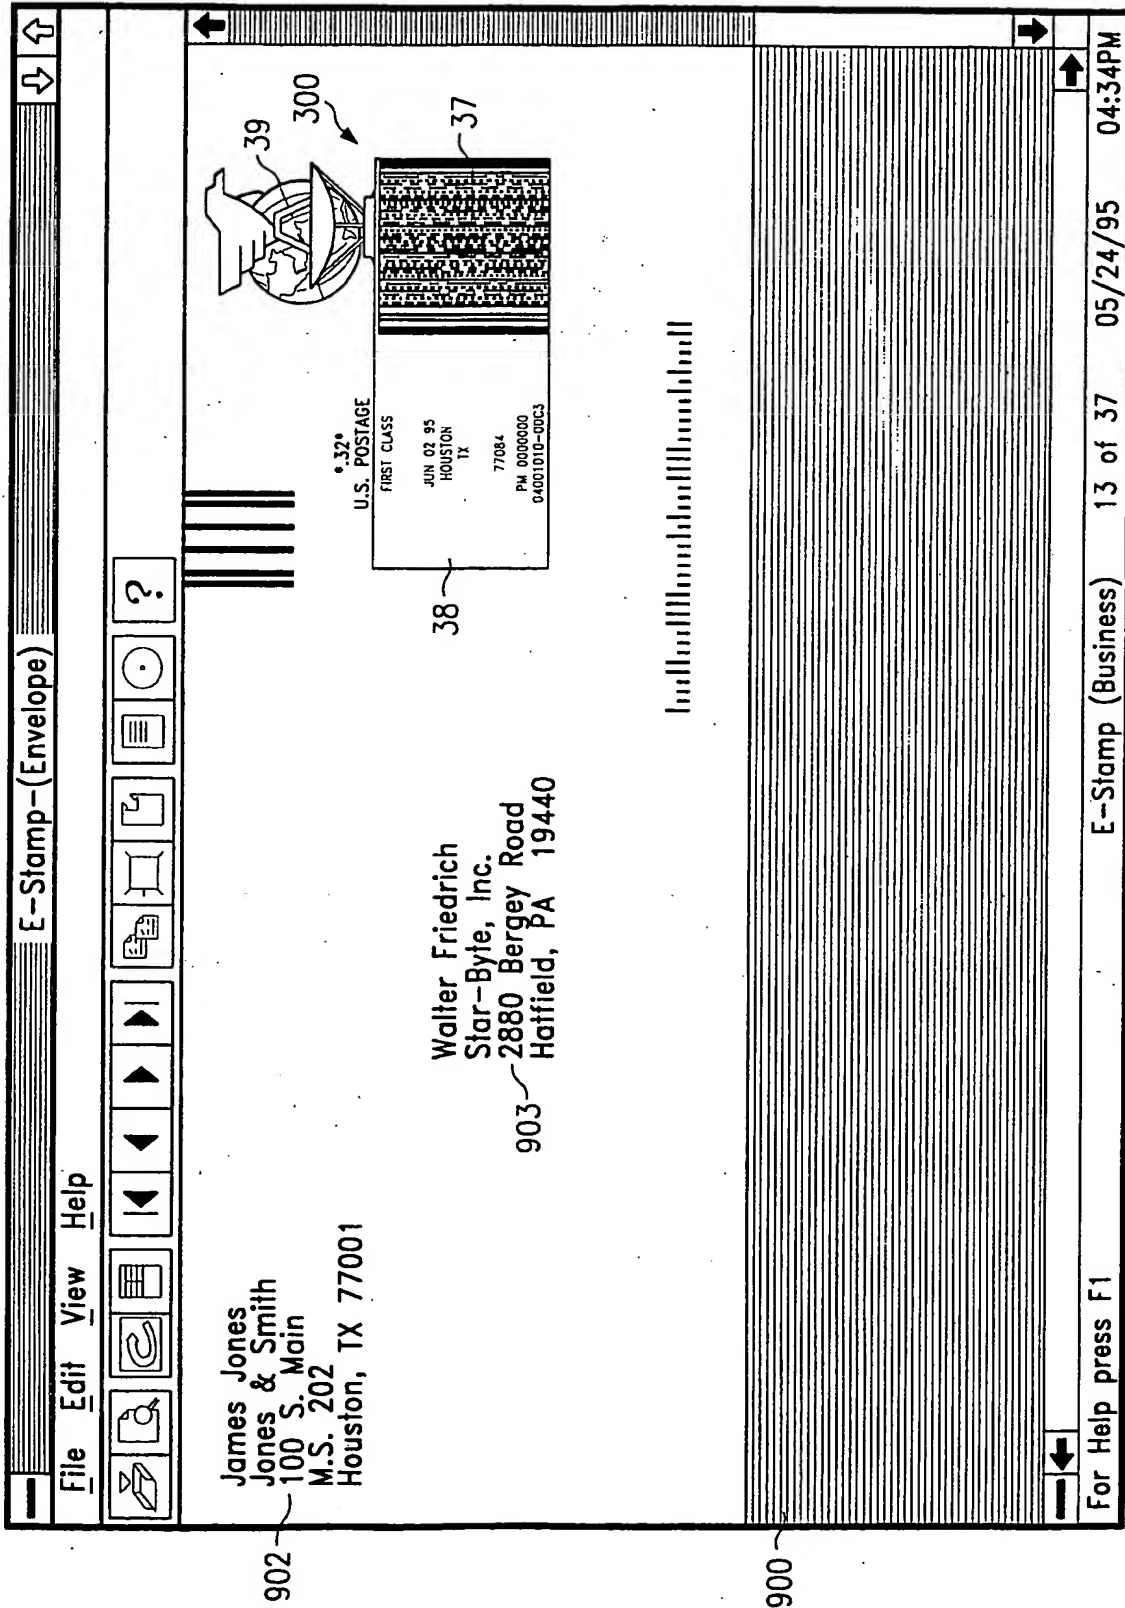 E-Stamp-(Envelope)
File Edit View Help
?
James Jones
Jones & Smith
100 S. Main
M.S. 202
Houston, TX 77001
902
*.32*
U.S. POSTAGE
FIRST CLASS
JUN 02 95
HOUSTON
TX
77084
PM 0000000
04001010-00C3
38
39
300
37
Walter Friedrich
Star-Byte, Inc.
2880 Bergey Road
Hatfield, PA 19440
903
900
For Help press F1 E-Stamp (Business) 13 of 37 05/24/95 04:34PM